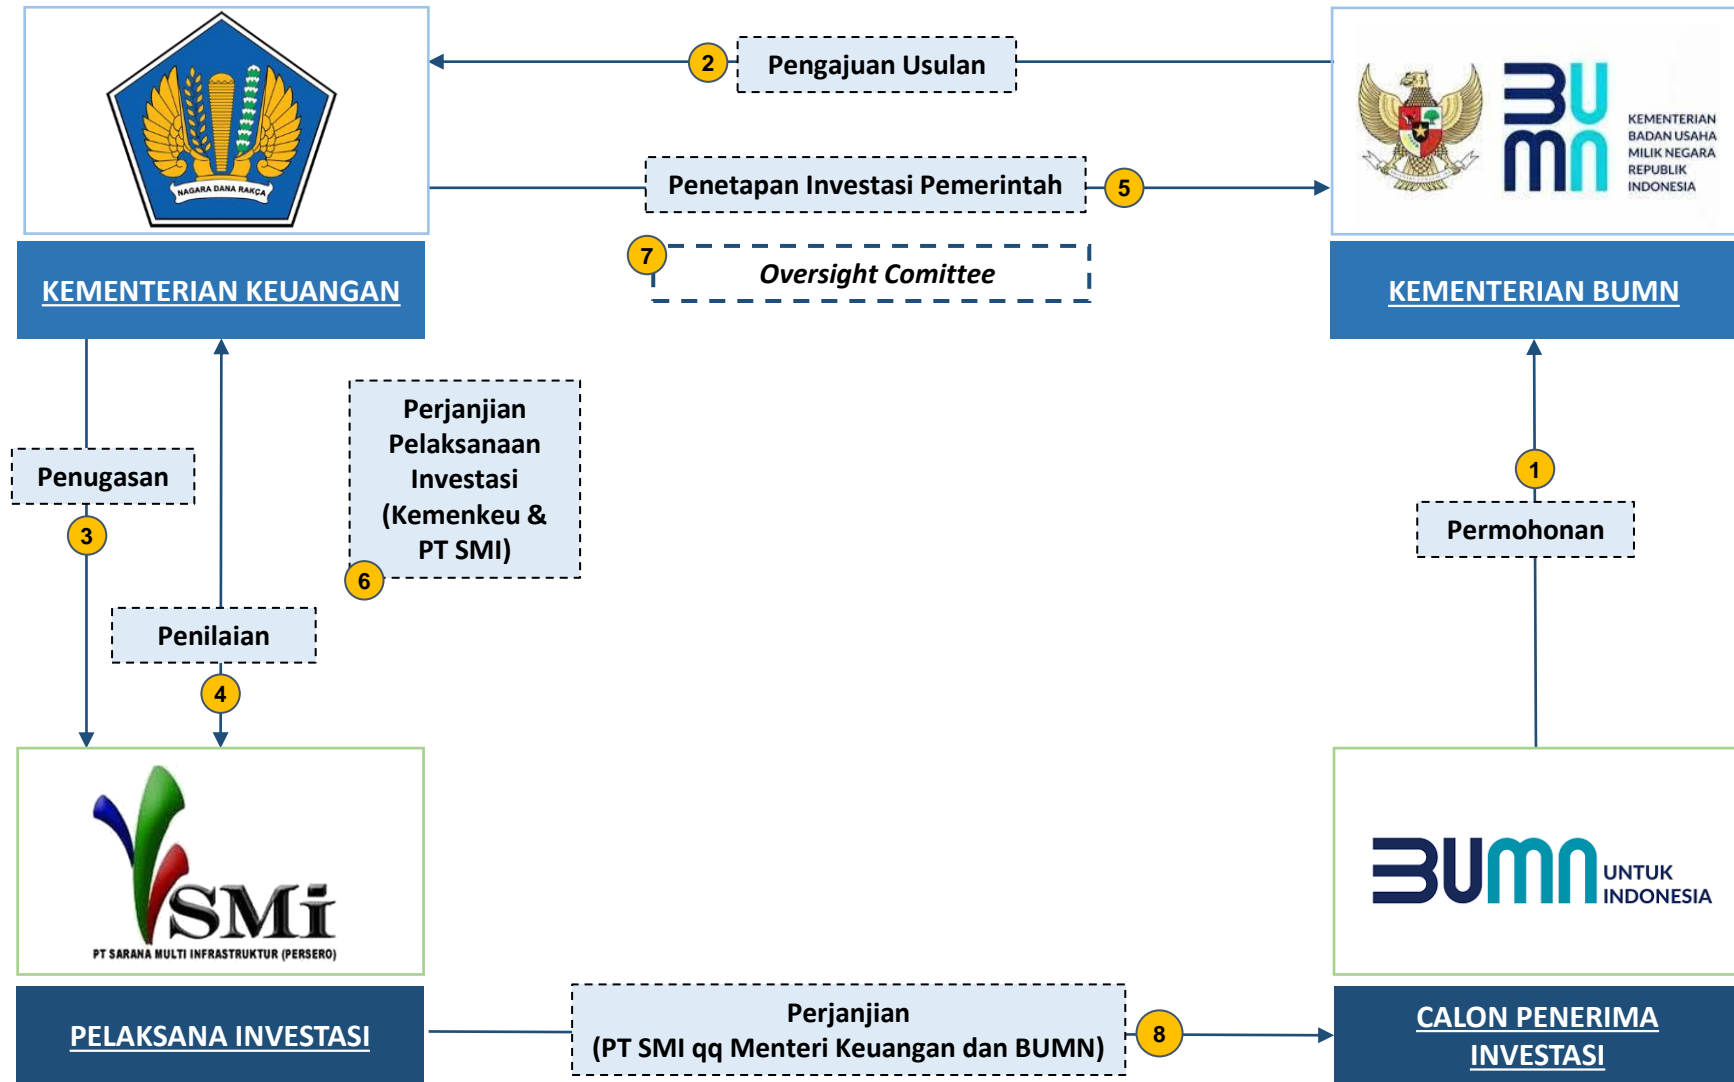 2
Pengajuan Usulan
NAGARA DANA RAKÇA
BUMN
KEMENTERIAN
BADAN USAHA
MILIK NEGARA
REPUBLIK
INDONESIA
Penetapan Investasi Pemerintah
5
7
Oversight Comittee
KEMENTERIAN KEUANGAN
KEMENTERIAN BUMN
Perjanjian
Pelaksanaan
Investasi
(Kemenkeu &
PT SMI)
6
Penugasan
3
1
Permohonan
Penilaian
4
SMi
PT SARANA MULTI INFRASTRUKTUR (PERSERO)
BUMN
UNTUK
INDONESIA
PELAKSANA INVESTASI
Perjanjian
(PT SMI qq Menteri Keuangan dan BUMN)
8
CALON PENERIMA
INVESTASI